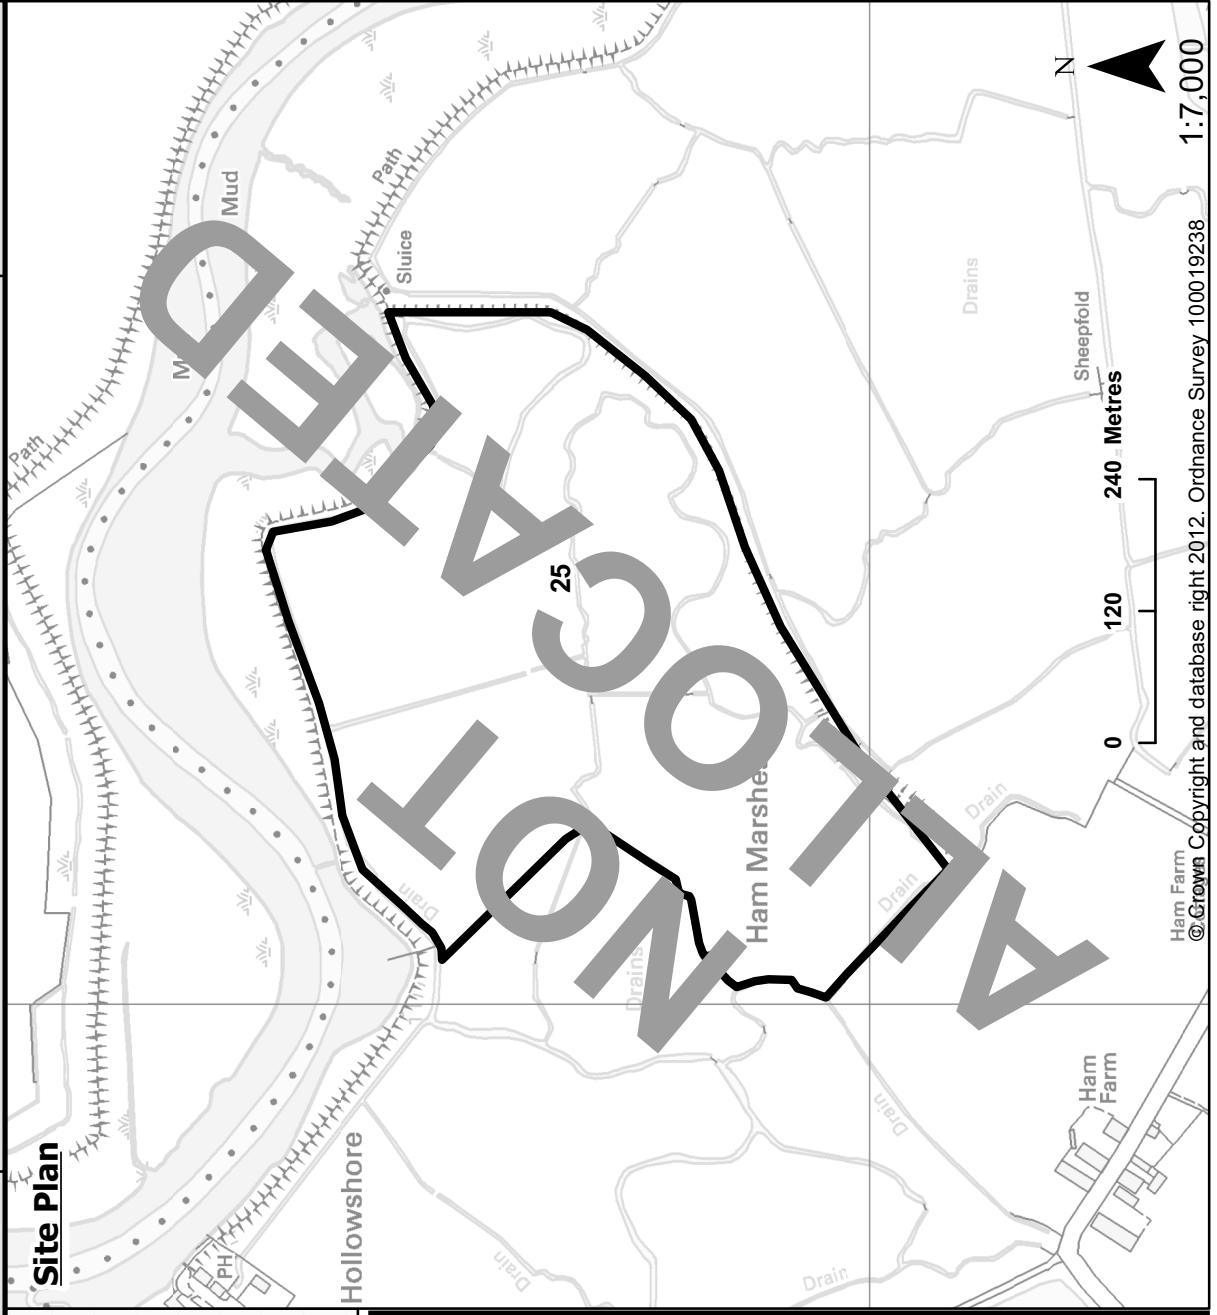 Site Plan
Path
Mud
M
Path
Sluice
Hollowshore
PH
Drain
25
NOT
ALLOCATED
Drains
Ham Marshes
Drain
Drain
Drain
Drain
Drain
Drains
Sheepfold
Ham
Farm
Ham Farm
0 120 240 Metres
N
1:7,000
© Crown Copyright and database right 2012. Ordnance Survey 100019238